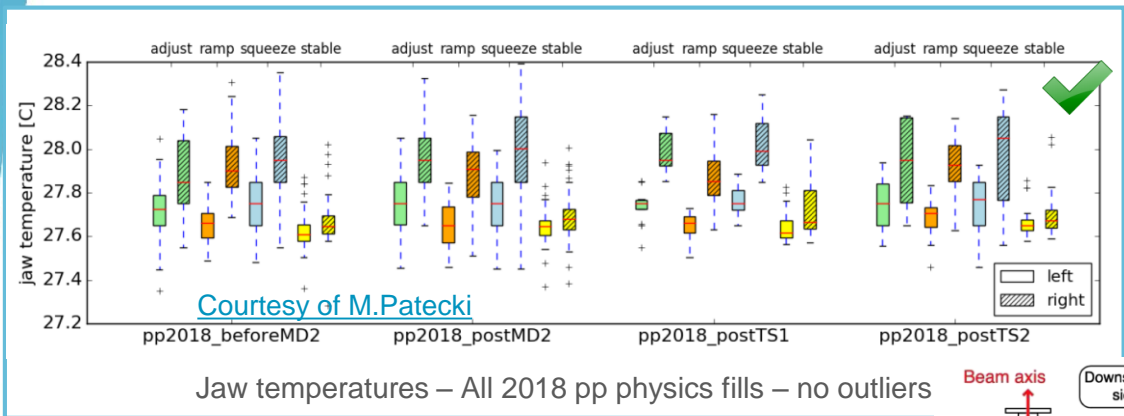 adjust ramp squeeze stable adjust ramp squeeze stable adjust ramp squeeze stable adjust ramp squeeze stable
28.4
28.2
28.0
27.8
27.6
27.4
27.2
jaw temperature [C]
left
right
Courtesy of M.Patecki
pp2018_beforeMD2 pp2018_postMD2 pp2018_postTS1 pp2018_postTS2
Jaw temperatures – All 2018 pp physics fills – no outliers
Beam axis